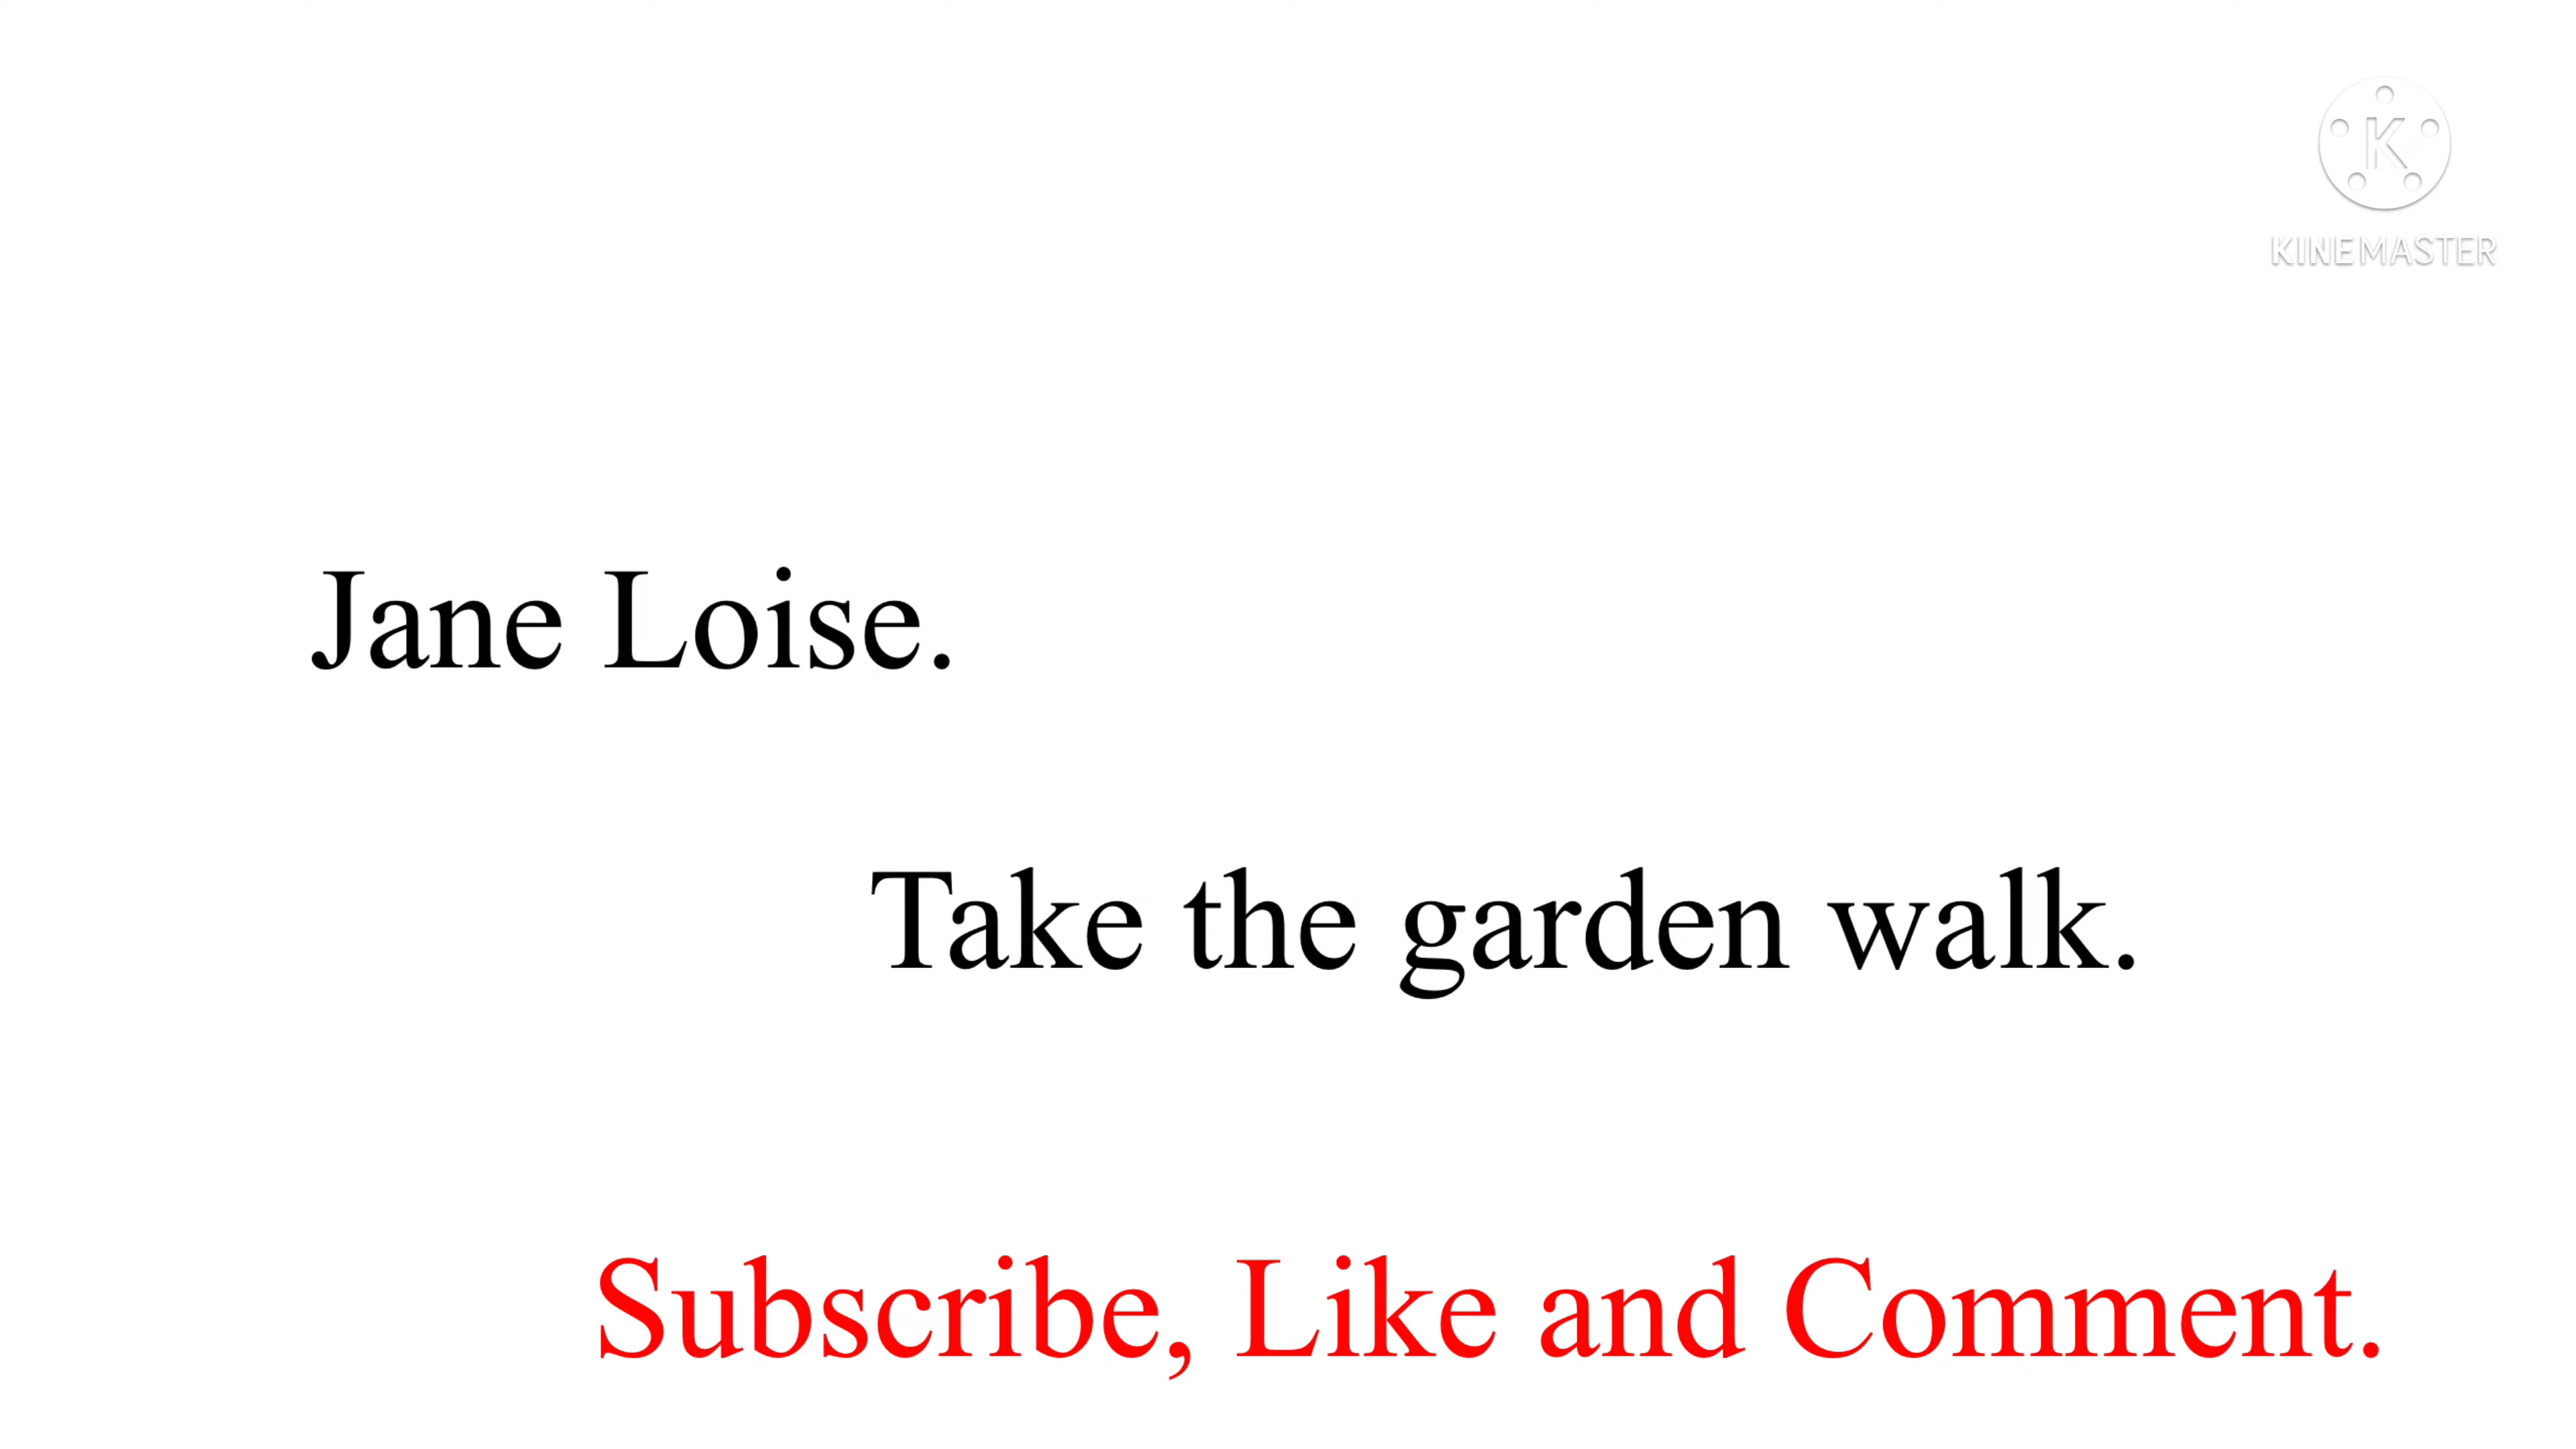 K
KINEMASTER
Jane Loise.
Take the garden walk.
Subscribe, Like and Comment.